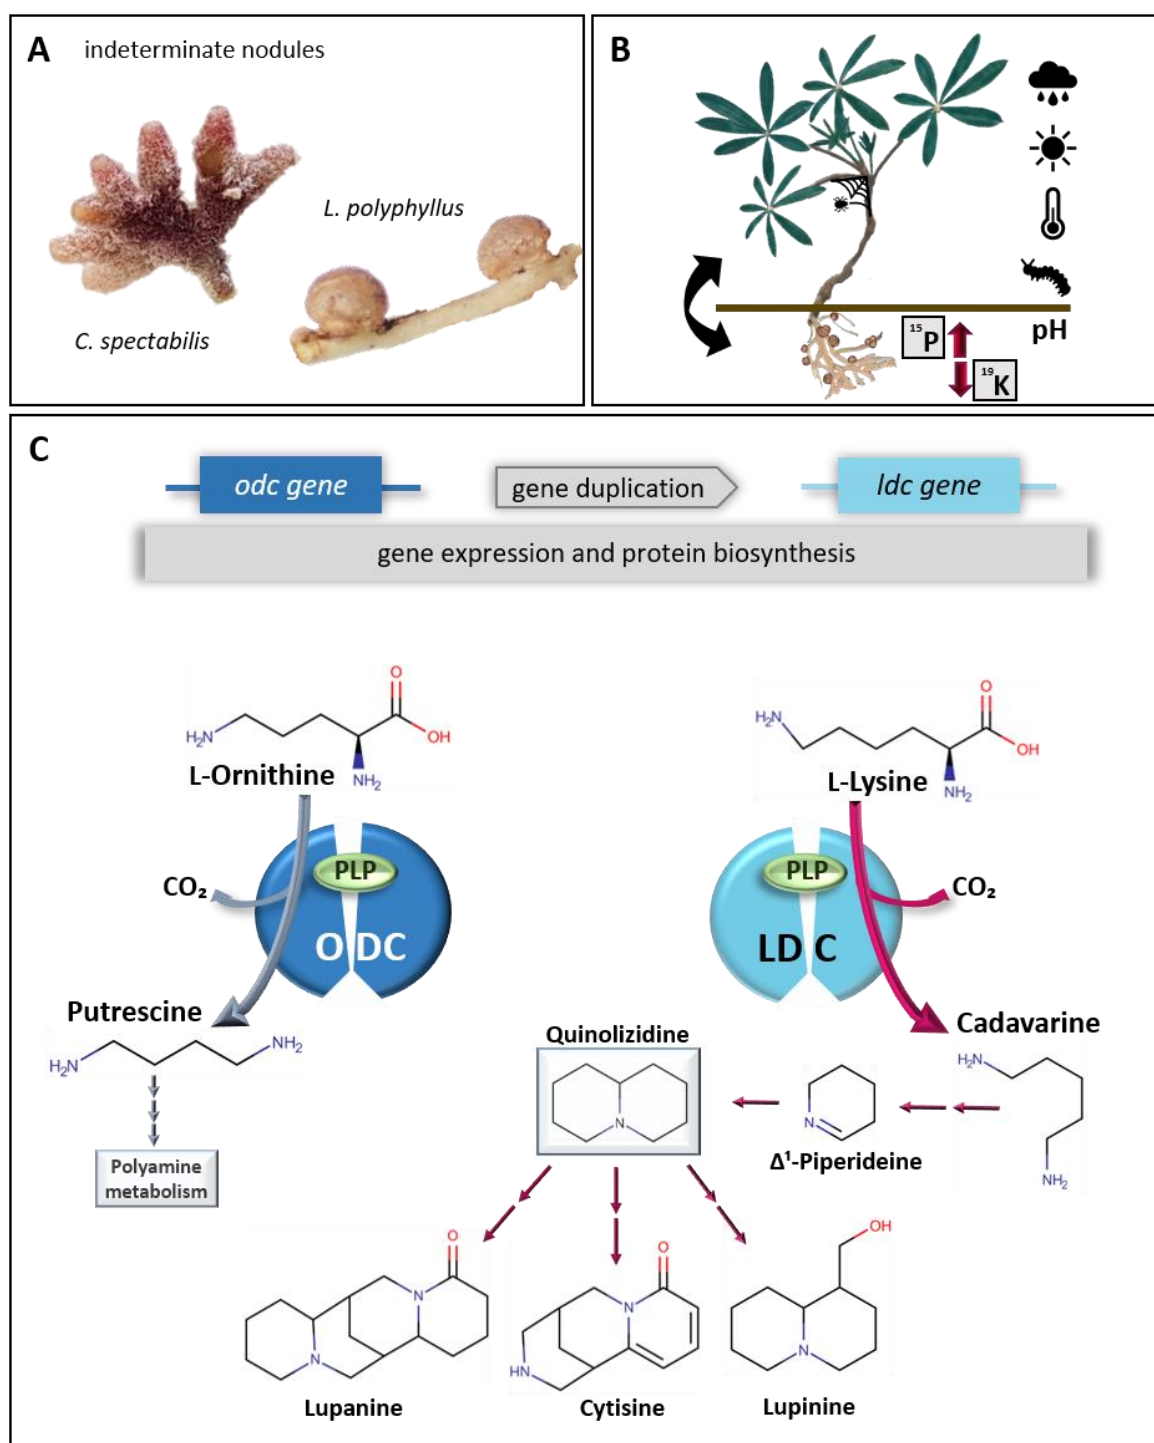 A
indeterminate nodules
L. polyphyllus
C. spectabilis
B
15P
pH
19K
C
odc gene
gene duplication
ldc gene
gene expression and protein biosynthesis
O
OH
H₂N
NH₂
L-Ornithine
O
H₂N
OH
NH₂
L-Lysine
PLP
CO₂
ODC
PLP
CO₂
LDC
Putrescine
H₂N
NH₂
Polyamine
metabolism
Cadavarine
H₂N
NH₂
Δ¹-Piperideine
N
Quinolizidine
N
O
N
N
Lupanine
O
N
HN
Cytisine
OH
N
Lupinine